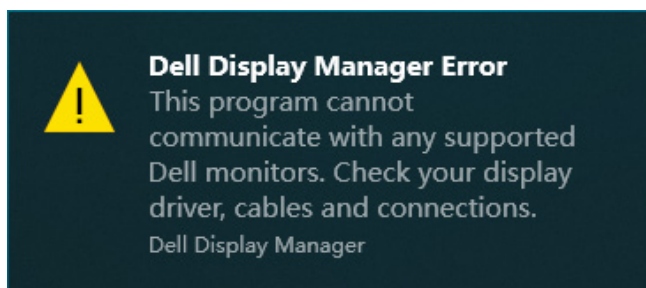 Dell Display Manager Error
This program cannot
communicate with any supported
Dell monitors. Check your display
driver, cables and connections.
Dell Display Manager